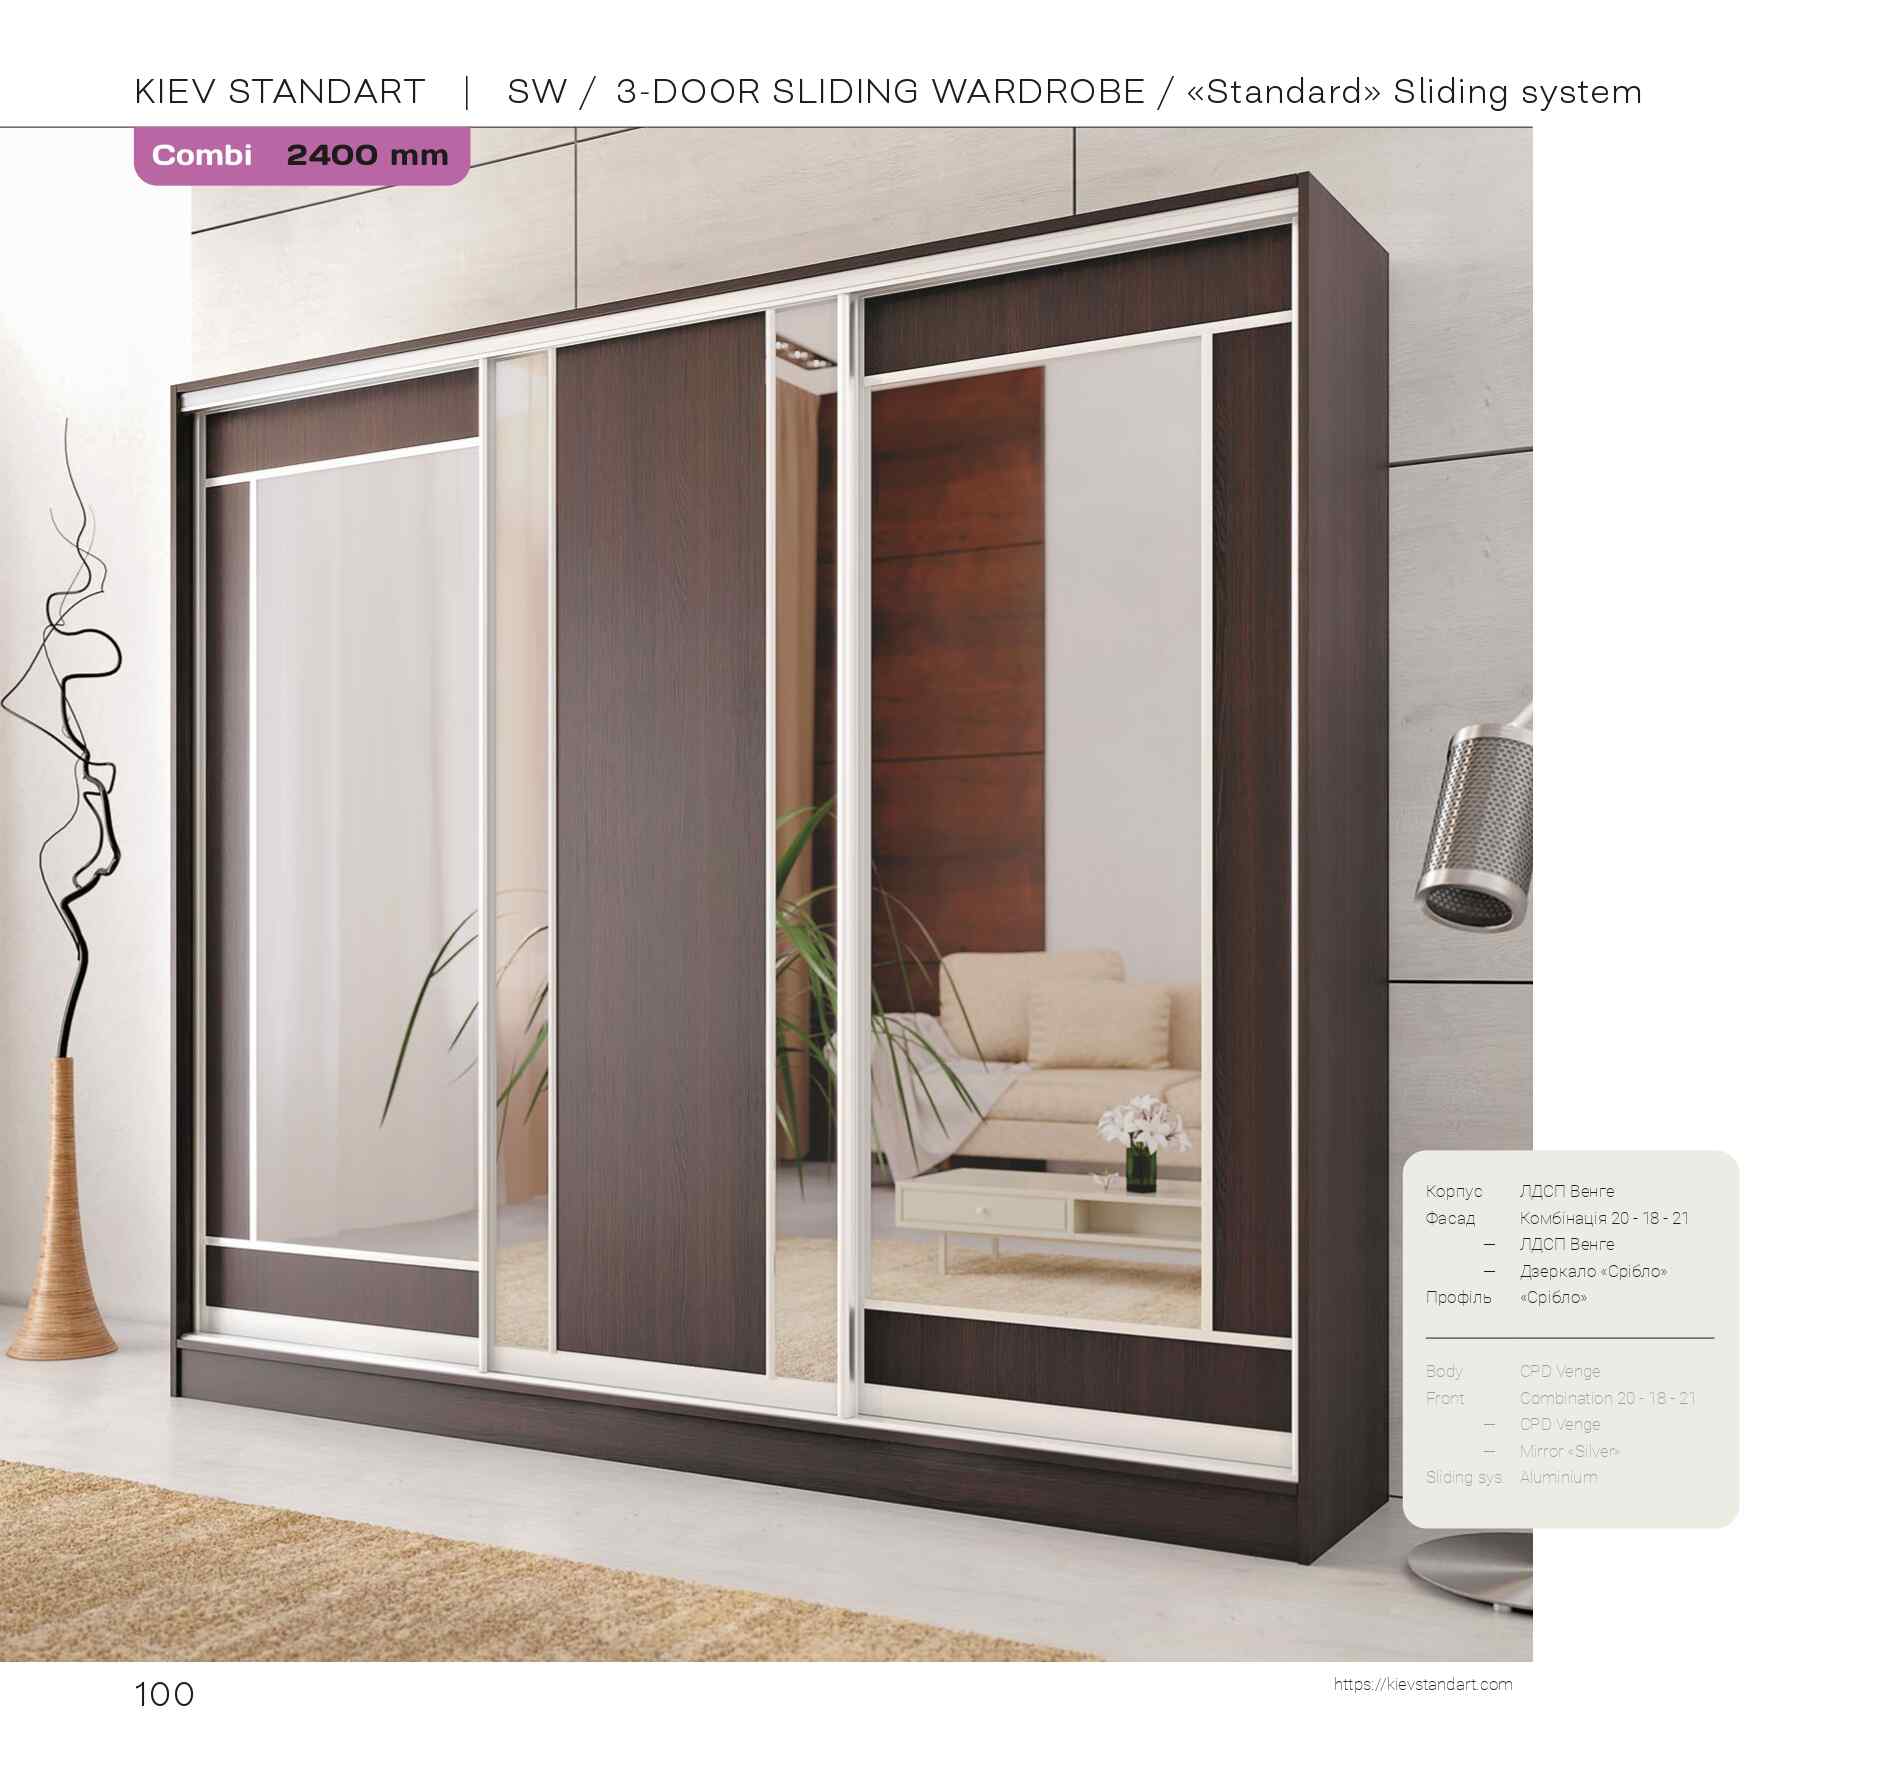 KIEV STANDART | SW / 3-DOOR SLIDING WARDROBE / «Standard» Sliding system
Combi 2400 mm
Корпус ЛДСП Венге
Фасад Комбінація 20 - 18 - 21
— ЛДСП Венге
— Дзеркало «Срібло»
Профіль «Срібло»
Body CPD Venge
Front Combination 20 - 18 - 21
— CPD Venge
— Mirror «Silver»
Sliding sys. Aluminium
100
https://kievstandart.com